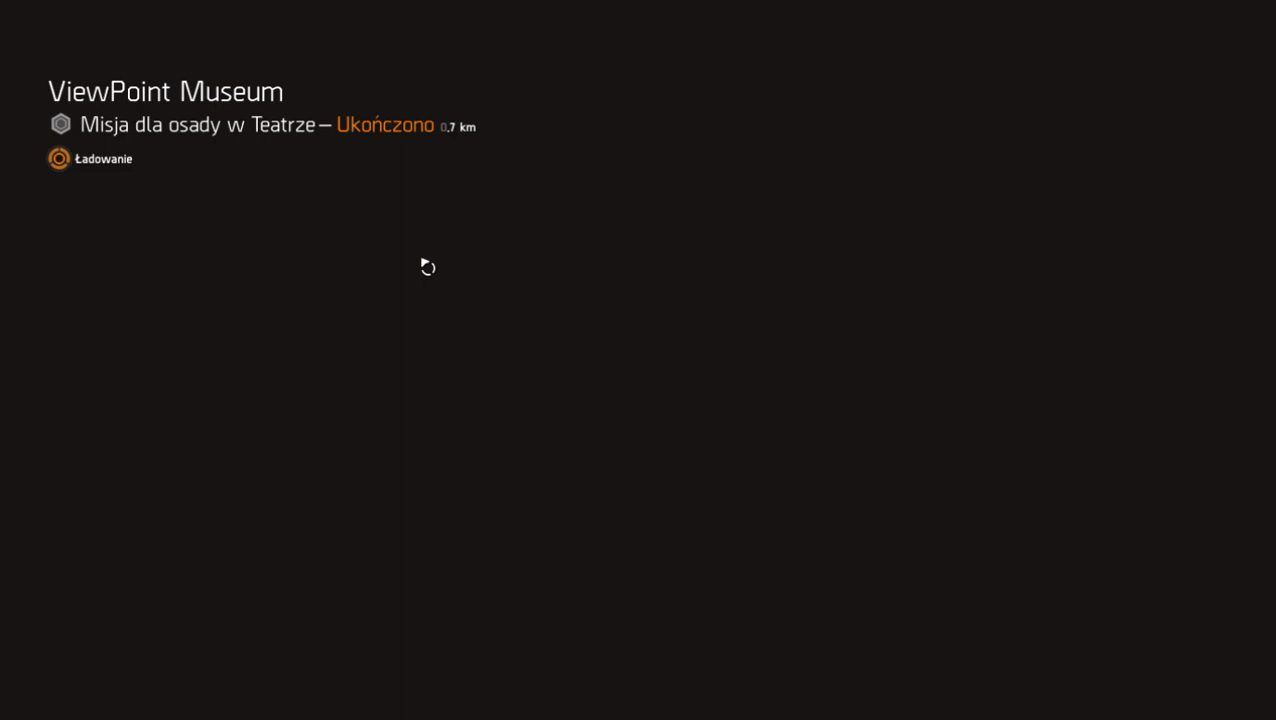 ViewPoint Museum
Misja dla osady w Teatrze — Ukończono 0.7 km
Ładowanie